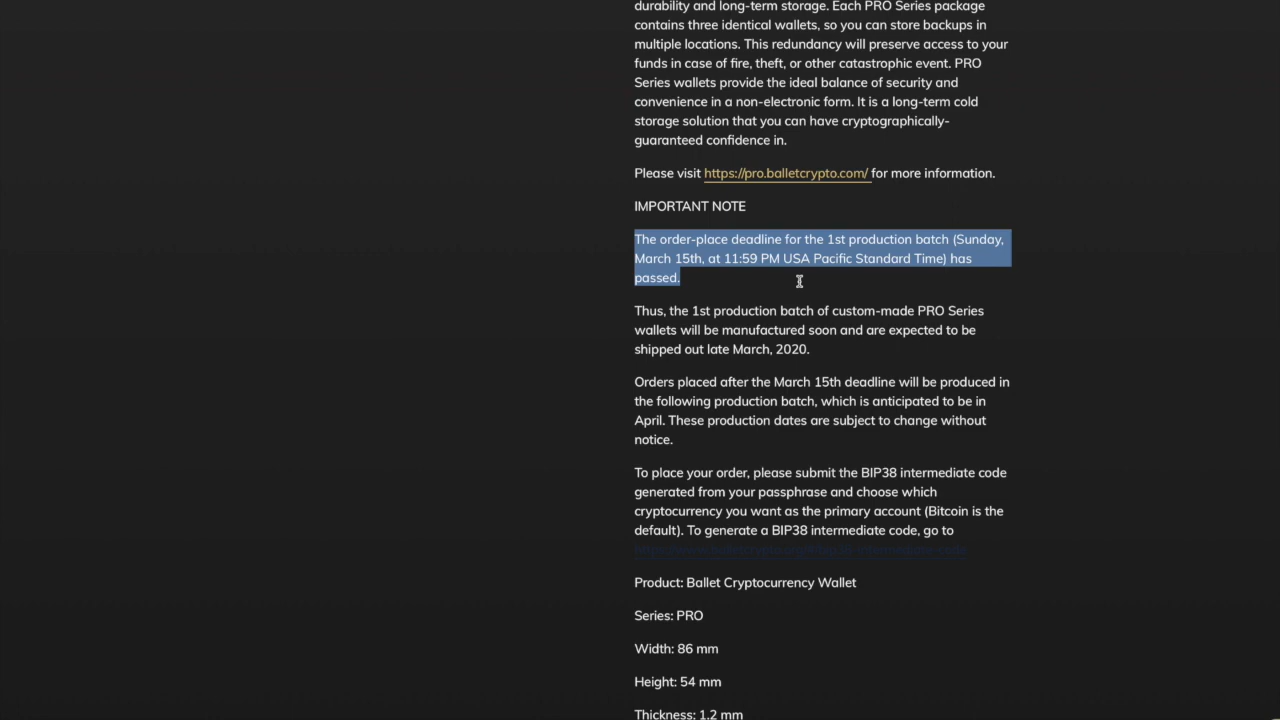 durability and long-term storage. Each PRO Series package
contains three identical wallets, so you can store backups in
multiple locations. This redundancy will preserve access to your
funds in case of fire, theft, or other catastrophic event. PRO
Series wallets provide the ideal balance of security and
convenience in a non-electronic form. It is a long-term cold
storage solution that you can have cryptographically-
guaranteed confidence in.
Please visit https://pro.balletcrypto.com/ for more information.
IMPORTANT NOTE
The order-place deadline for the 1st production batch (Sunday,
March 15th, at 11:59 PM USA Pacific Standard Time) has
passed.
Thus, the 1st production batch of custom-made PRO Series
wallets will be manufactured soon and are expected to be
shipped out late March, 2020.
Orders placed after the March 15th deadline will be produced in
the following production batch, which is anticipated to be in
April. These production dates are subject to change without
notice.
To place your order, please submit the BIP38 intermediate code
generated from your passphrase and choose which
cryptocurrency you want as the primary account (Bitcoin is the
default). To generate a BIP38 intermediate code, go to
Product: Ballet Cryptocurrency Wallet
Series: PRO
Width: 86 mm
Height: 54 mm
Thickness: 1.2 mm